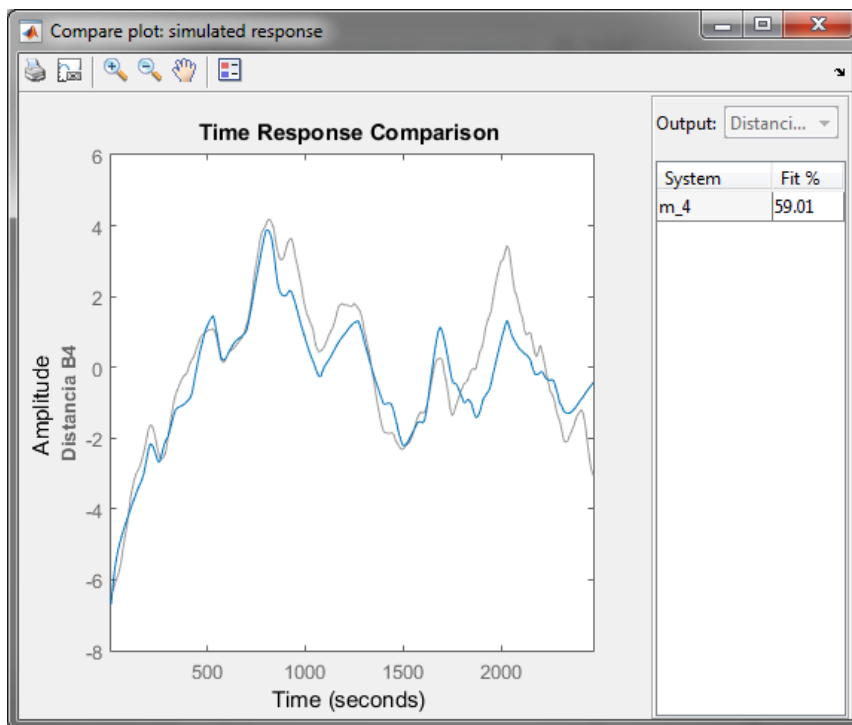 Compare plot: simulated response
Time Response Comparison
6
4
2
0
-2
-4
-6
-8
Amplitude
Distancia B4
500
1000
1500
2000
Time (seconds)
Output: Distanci...
System Fit %
m_4 59.01